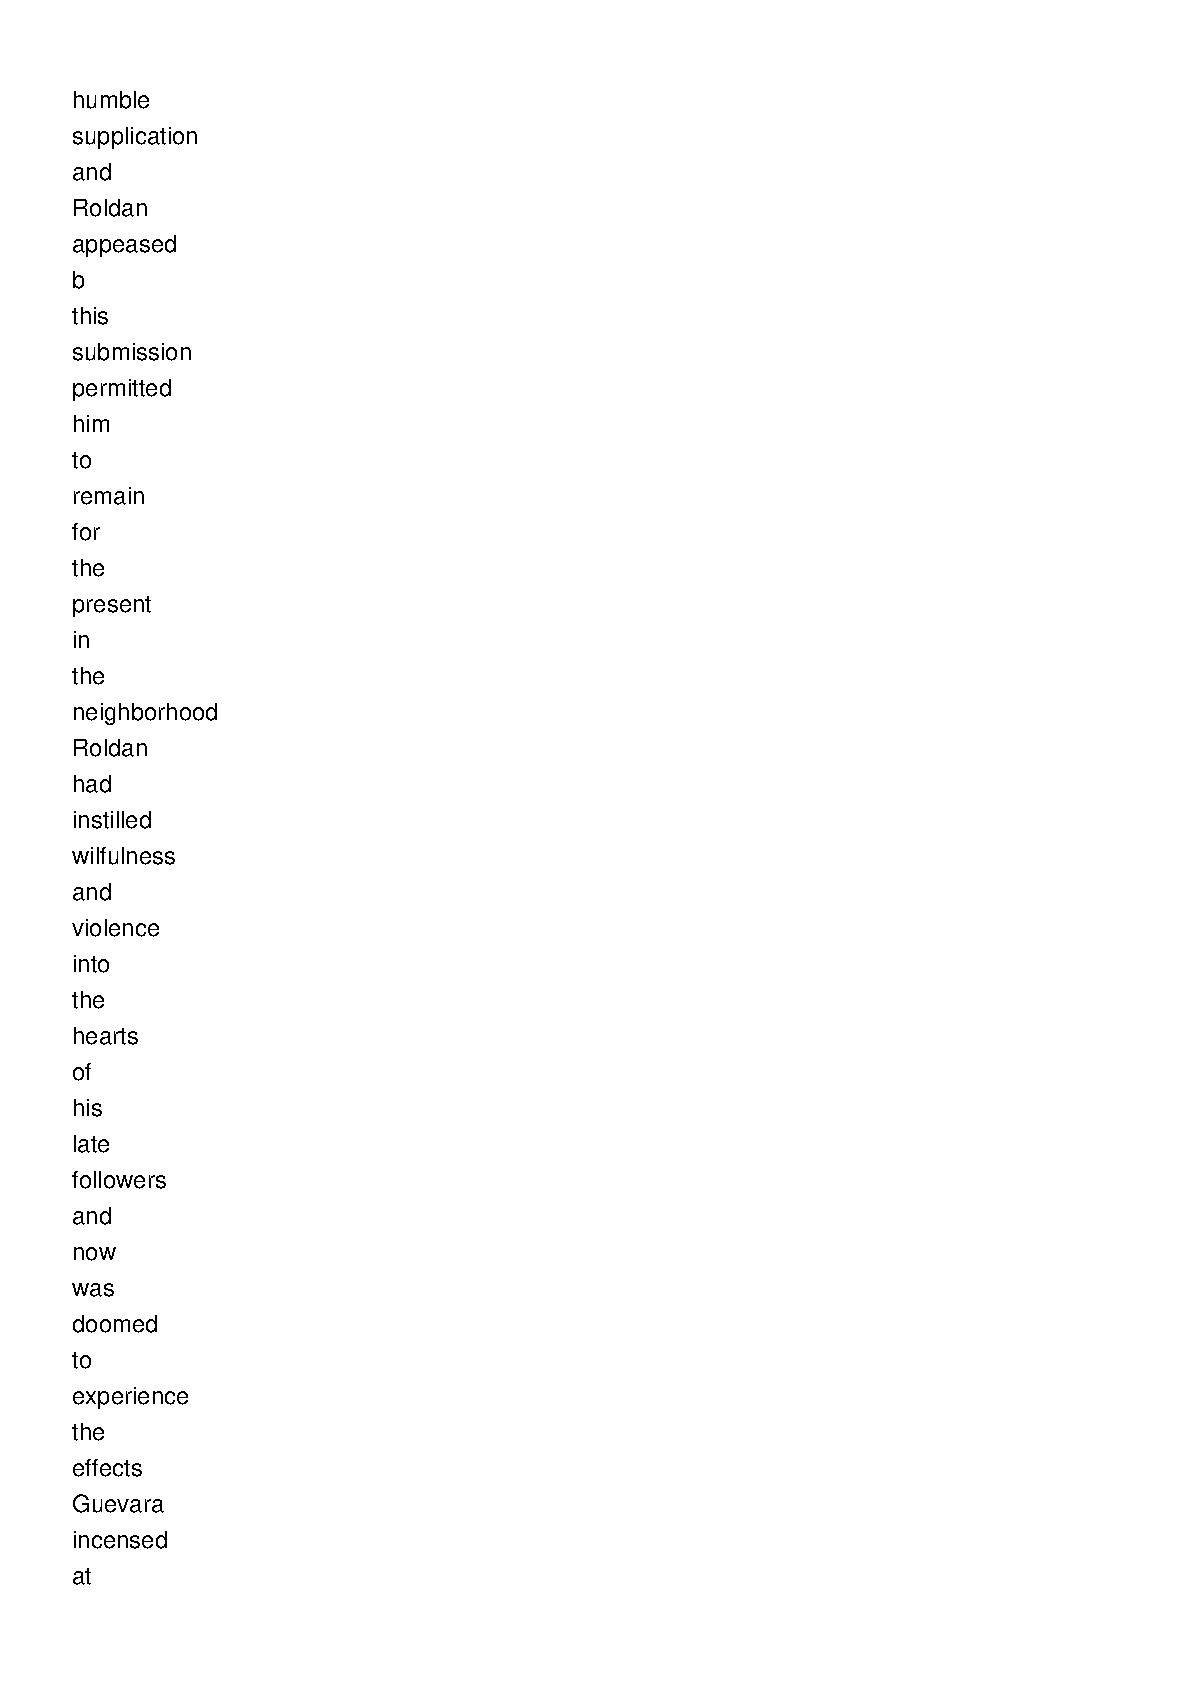 humble
supplication
and
Roldan
appeased
b
this
submission
permitted
him
to
remain
for
the
present
in
the
neighborhood
Roldan
had
instilled
wilfulness
and
violence
into
the
hearts
of
his
late
followers
and
now
was
doomed
to
experience
the
effects
Guevara
incensed
at